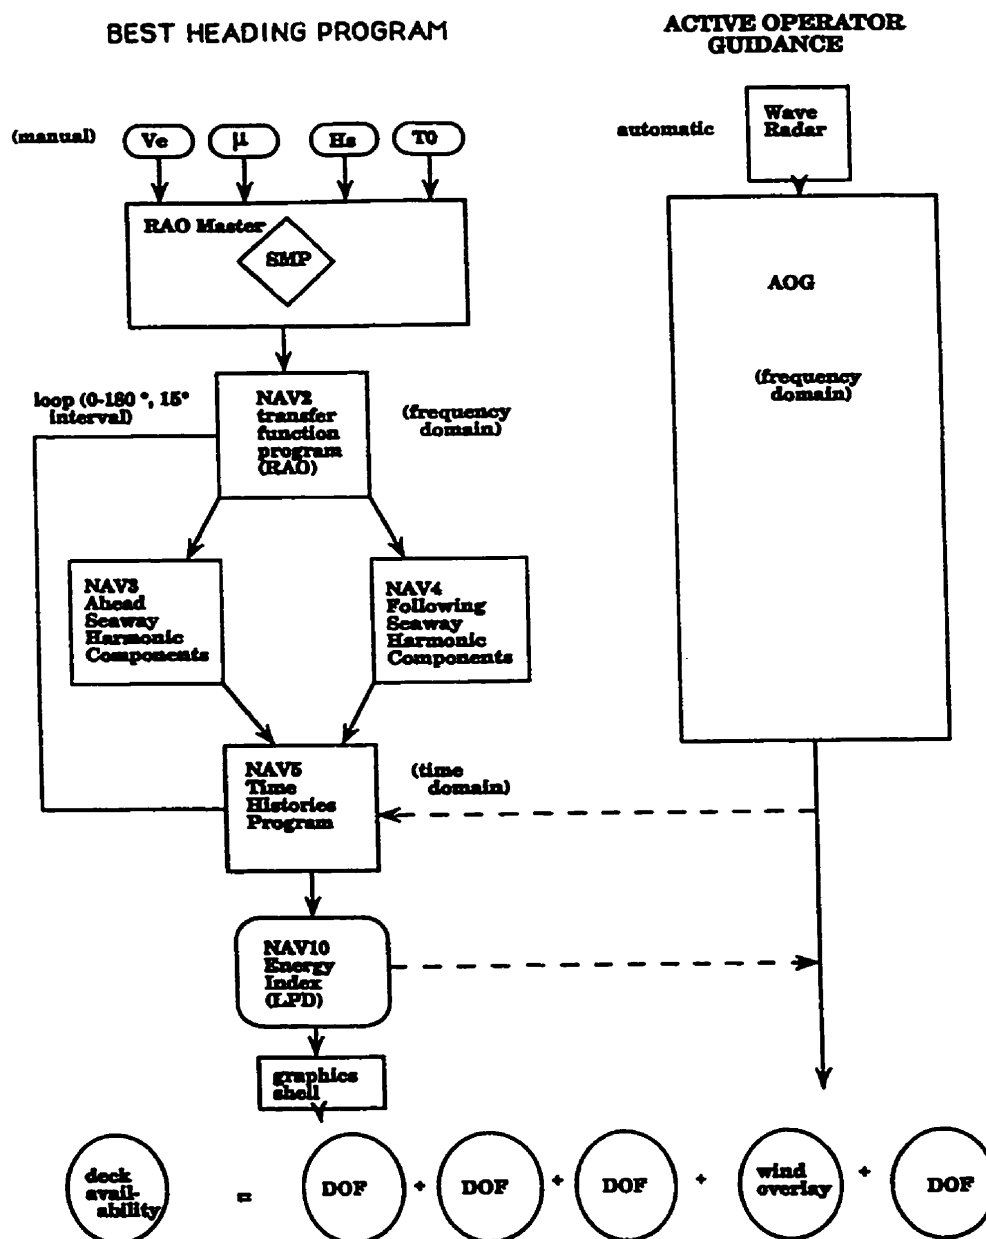 BEST HEADING PROGRAM
ACTIVE OPERATOR
GUIDANCE
(manual)
Ve
μ
Hs
T0
automatic
Wave
Radar
RAO Master
SMP
AOG
(frequency
domain)
loop (0-180 °, 15°
interval)
NAV2
transfer
function
program
(RAO)
(frequency
domain)
NAV3
Ahead
Seaway
Harmonic
Components
NAV4
Following
Seaway
Harmonic
Components
NAV5
Time
Histories
Program
(time
domain)
NAV10
Energy
Index
(LPD)
graphics
shell
deck
avail-
ability
=
DOF
+
DOF
+
DOF
+
wind
overlay
+
DOF